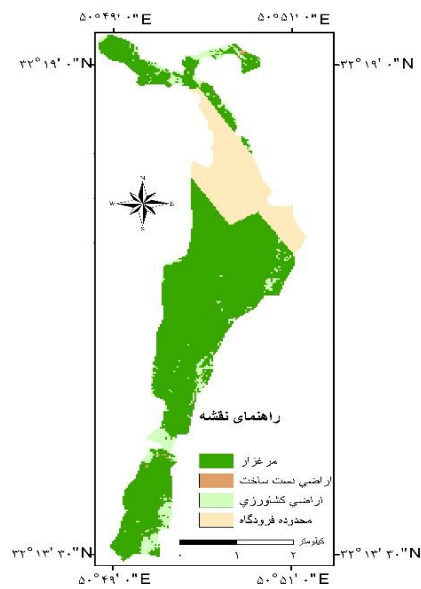 ۵۰°۴۹'۰"E ۵۰°۵۱'۰"E
۳۲°۱۹'۰"N ۳۲°۱۹'۰"N
N
W E
S
راهنمای نقشه
مرغزار
اراضي دست ساخت
اراضي كشاورزي
محدوده فرودگاه
۰ ۱ ۲ کیلومتر
۳۲°۱۳'۳۰"N ۳۲°۱۳'۳۰"N
۵۰°۴۹'۰"E ۵۰°۵۱'۰"E